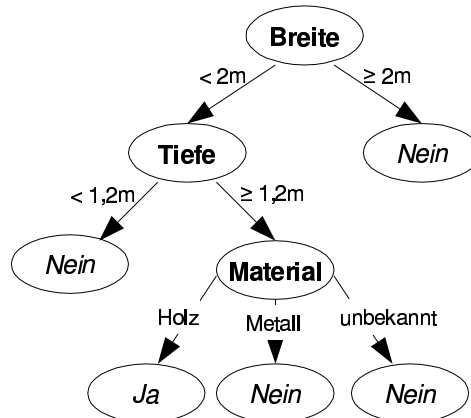 Breite
< 2m
≥ 2m
Tiefe
Nein
< 1,2m
≥ 1,2m
Nein
Material
Holz
Metall
unbekannt
Ja
Nein
Nein